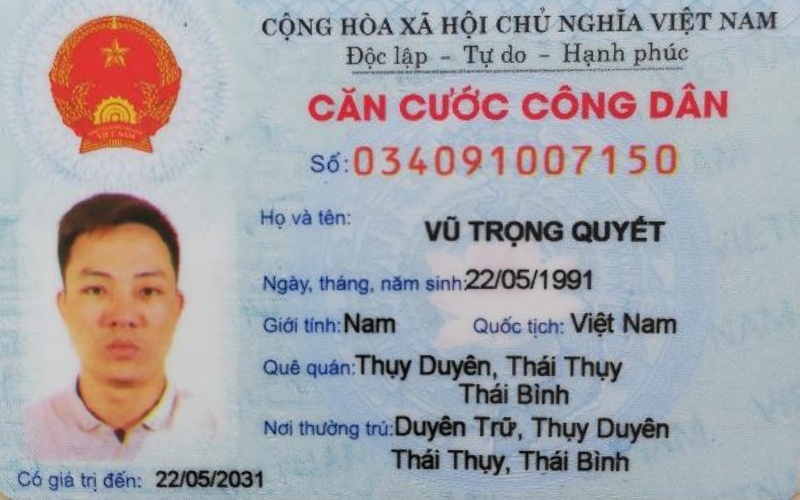 CỘNG HÒA XÃ HỘI CHỦ NGHĨA VIỆT NAM
Độc lập - Tự do - Hạnh phúc
CĂN CƯỚC CÔNG DÂN
Số: 034091007150
Họ và tên: VŨ TRỌNG QUYẾT
Ngày, tháng, năm sinh: 22/05/1991
Giới tính: Nam Quốc tịch: Việt Nam
Quê quán: Thụy Duyên, Thái Thụy
Thái Bình
Nơi thường trú: Duyên Trữ, Thụy Duyên
Thái Thụy, Thái Bình
Có giá trị đến: 22/05/2031